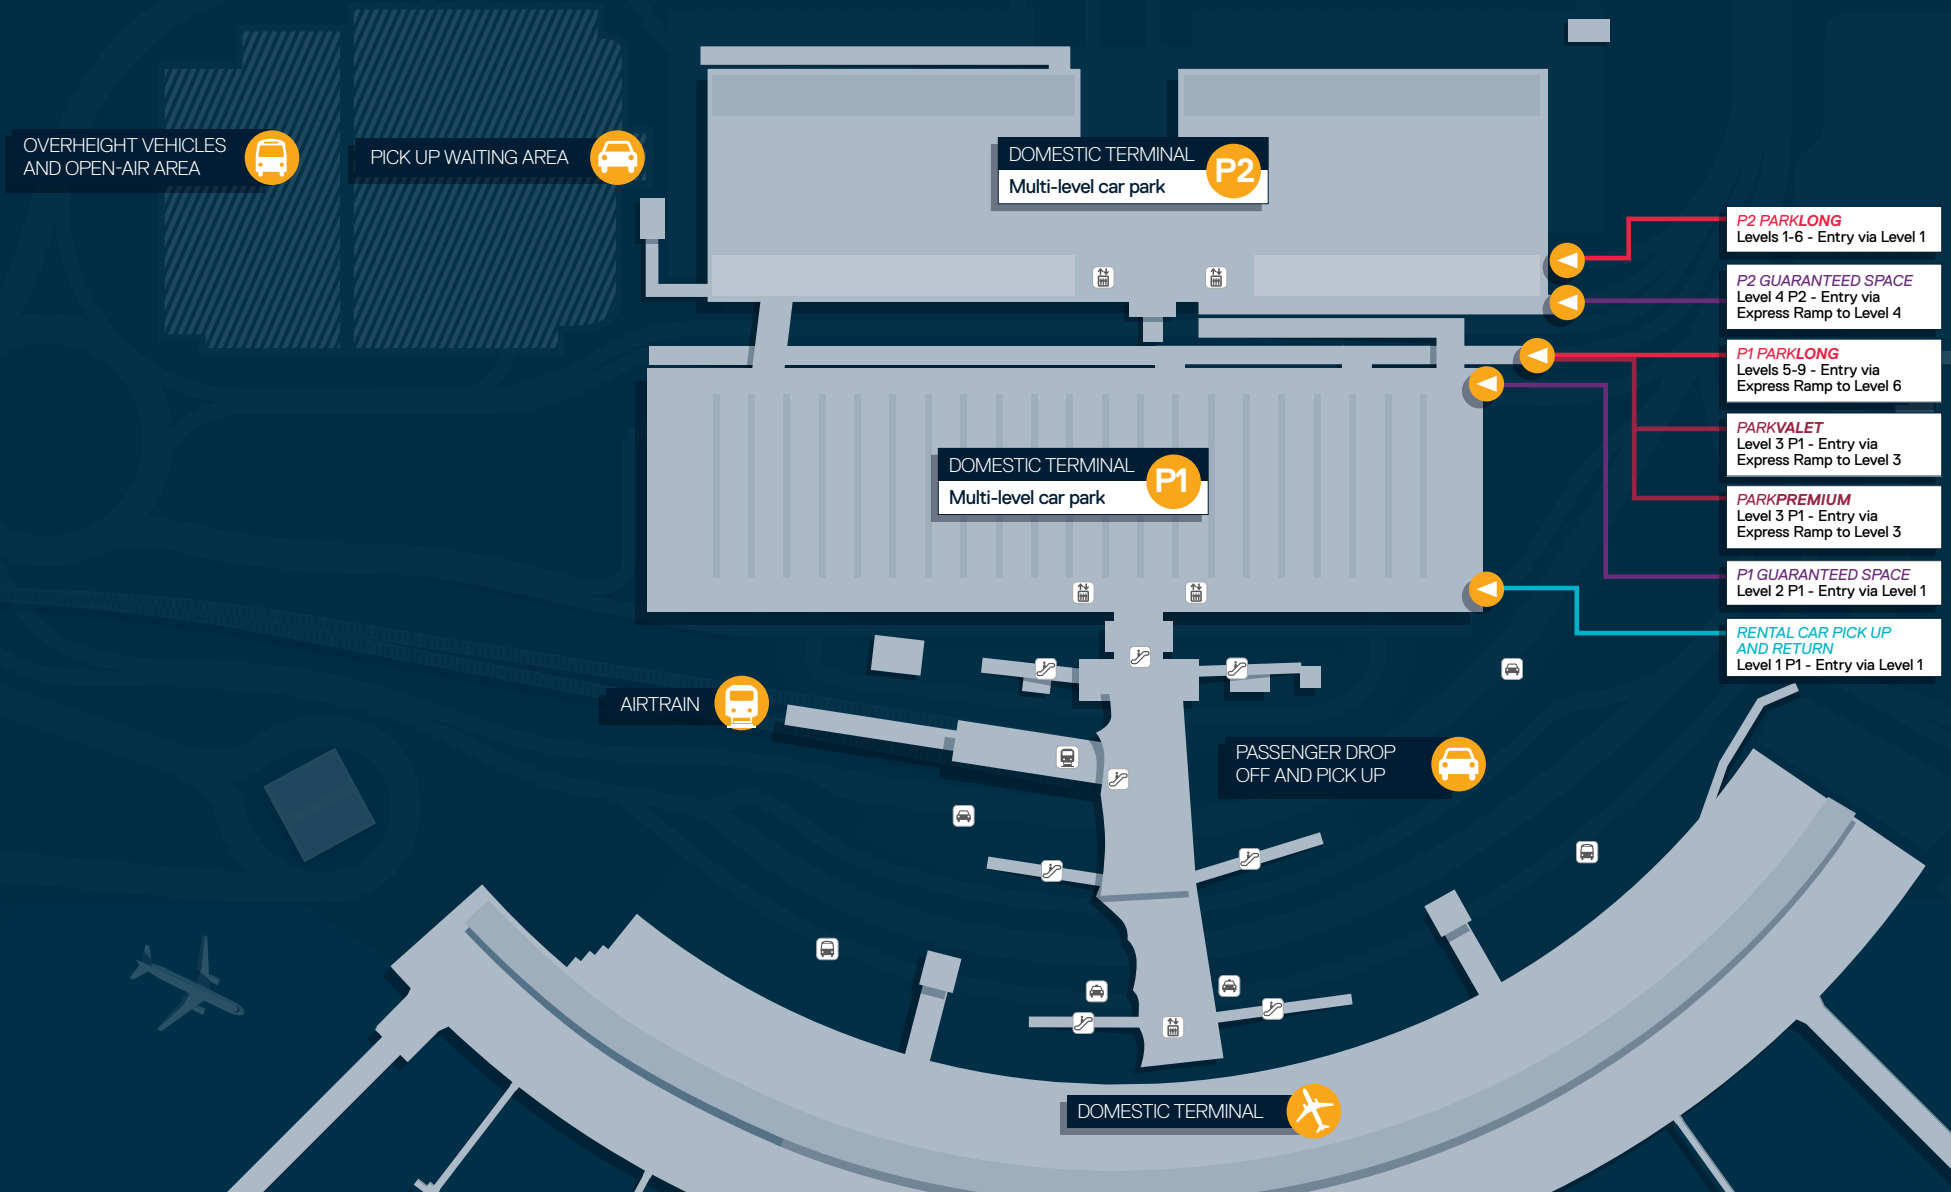 OVERHEIGHT VEHICLES
AND OPEN-AIR AREA
PICK UP WAITING AREA
DOMESTIC TERMINAL
Multi-level car park
P2
P2 PARKLONG
Levels 1-6 - Entry via Level 1
P2 GUARANTEED SPACE
Level 4 P2 - Entry via
Express Ramp to Level 4
P1 PARKLONG
Levels 5-9 - Entry via
Express Ramp to Level 6
PARKVALET
Level 3 P1 - Entry via
Express Ramp to Level 3
PARKPREMIUM
Level 3 P1 - Entry via
Express Ramp to Level 3
P1 GUARANTEED SPACE
Level 2 P1 - Entry via Level 1
RENTAL CAR PICK UP
AND RETURN
Level 1 P1 - Entry via Level 1
DOMESTIC TERMINAL
Multi-level car park
P1
AIRTRAIN
PASSENGER DROP
OFF AND PICK UP
DOMESTIC TERMINAL